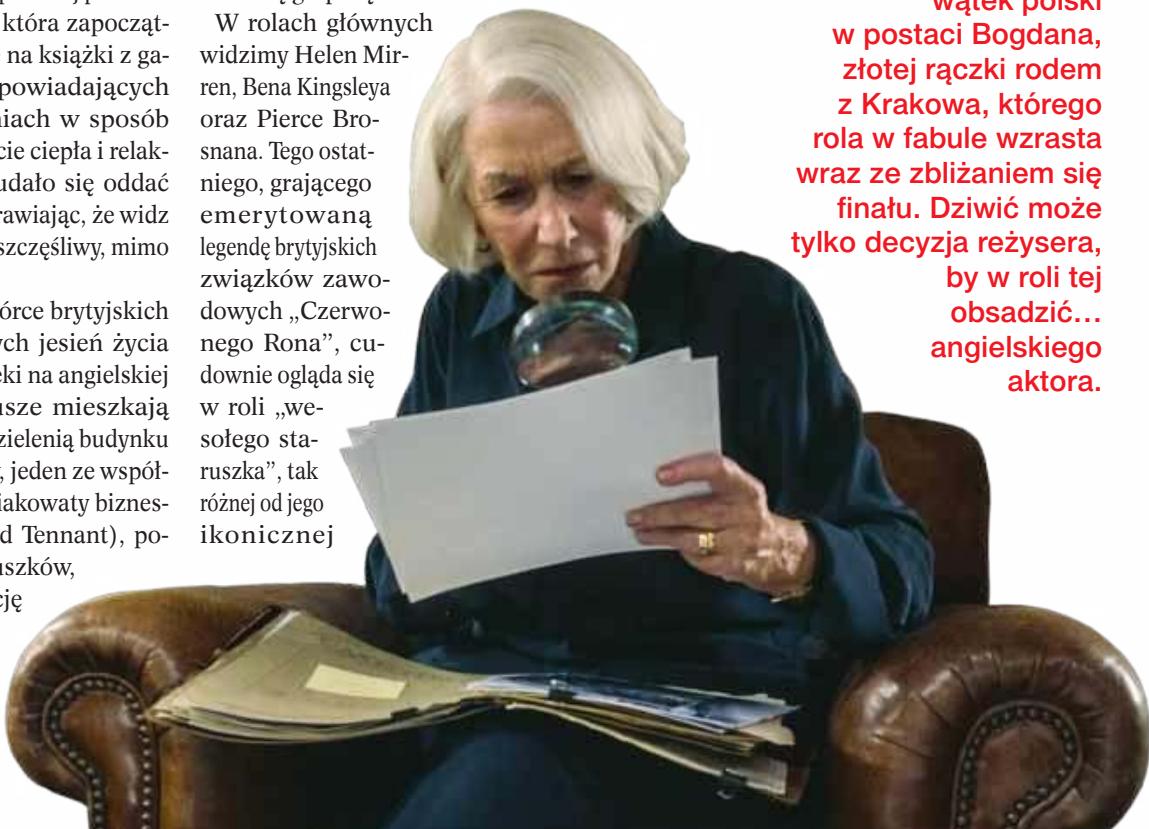 która zapocząt-
na książki z ga-
powiadających
niach w sposób
cie ciepła i relak-
udało się oddać
rawiając, że widz
szczęśliwy, mimo
órce brytyjskich
ych jesień życia
eki na angielskiej
usze mieszkają
zielenią budynku
, jeden ze współ-
iakowaty biznes-
d Tennant), po-
uszków,
cję
W rolach głównych
widzimy Helen Mir-
ren, Bena Kingsleya
oraz Pierce Bro-
snana. Tego ostat-
niego, grającego
emerytowaną
legendę brytyjskich
związków zawo-
dowych „Czerwo-
nego Rona”, cu-
downie ogląda się
w roli „we-
sołego sta-
ruszka”, tak
różnej od jego
ikonicznej
wątek polski
w postaci Bogdana,
złotej rączki rodem
z Krakowa, którego
rola w fabule wzrasta
wraz ze zbliżaniem się
finału. Dziwić może
tylko decyzja reżysera,
by w roli tej
obsadzić…
angielskiego
aktora.